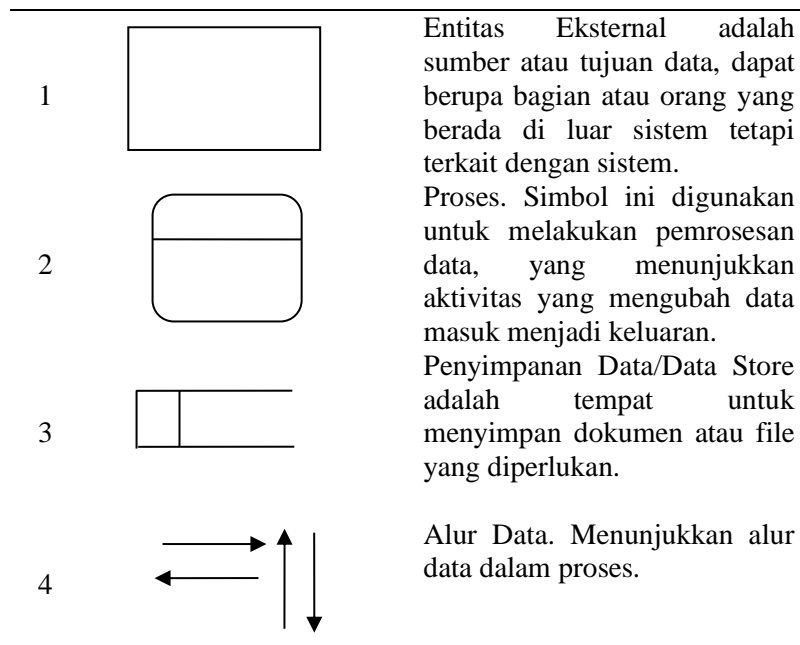 1
Entitas Eksternal adalah
sumber atau tujuan data, dapat
berupa bagian atau orang yang
berada di luar sistem tetapi
terkait dengan sistem.
2
Proses. Simbol ini digunakan
untuk melakukan pemrosesan
data, yang menunjukkan
aktivitas yang mengubah data
masuk menjadi keluaran.
3
Penyimpanan Data/Data Store
adalah tempat untuk
menyimpan dokumen atau file
yang diperlukan.
4
Alur Data. Menunjukkan alur
data dalam proses.